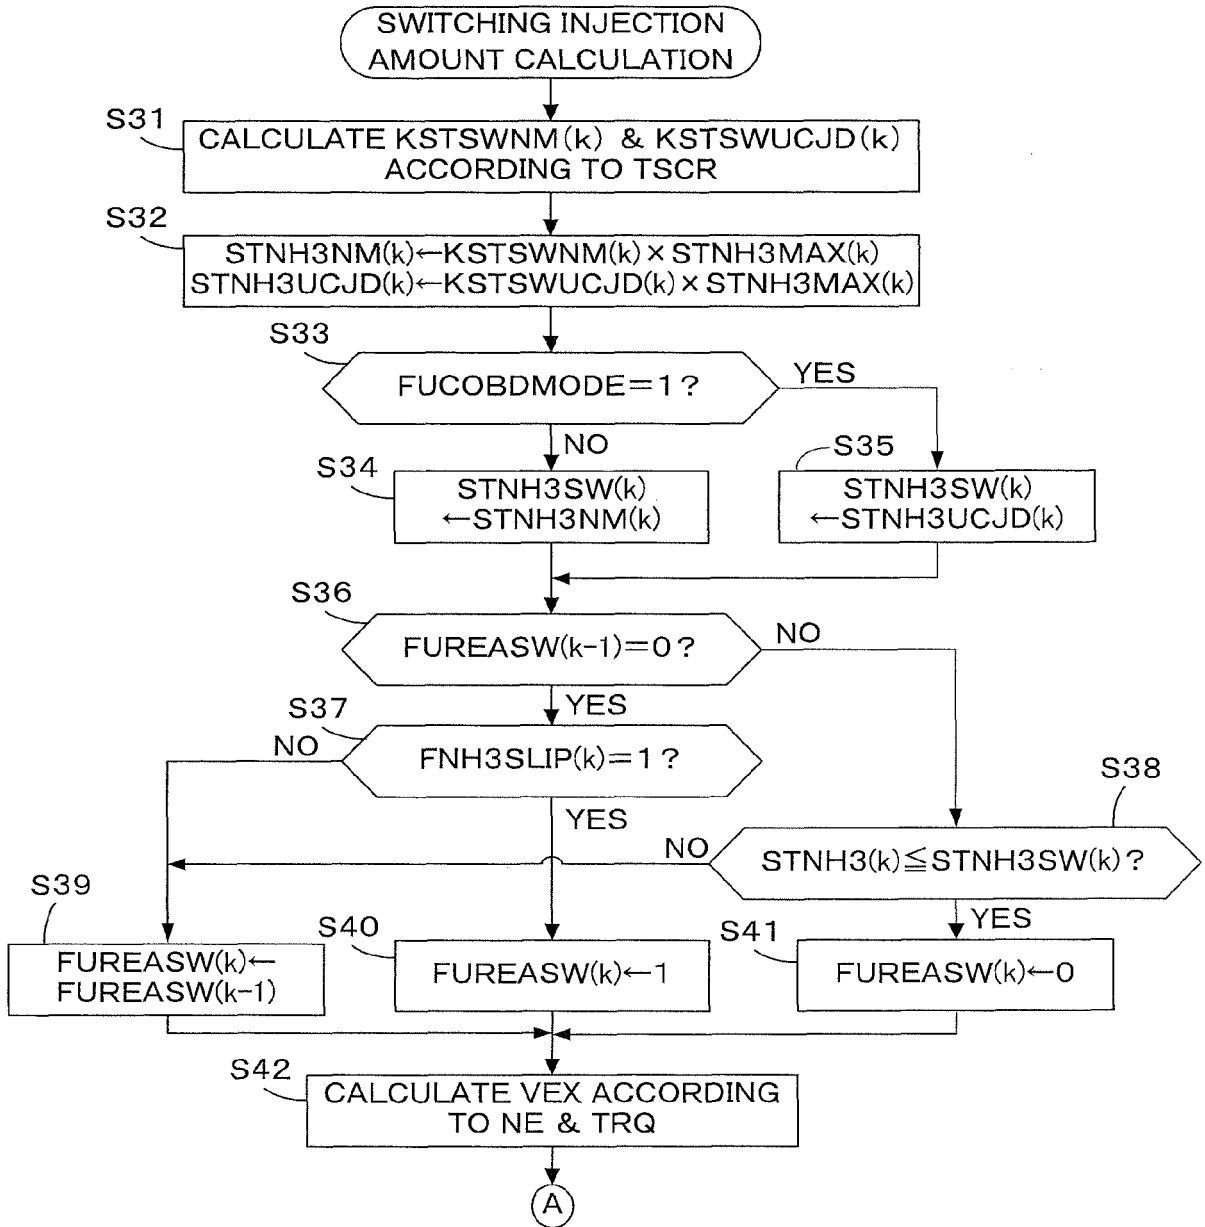 SWITCHING INJECTION
AMOUNT CALCULATION
S31
CALCULATE KSTSWNM(k) & KSTSWUCJD(k)
ACCORDING TO TSCR
S32
STNH3NM(k)←KSTSWNM(k)×STNH3MAX(k)
STNH3UCJD(k)←KSTSWUCJD(k)×STNH3MAX(k)
S33
FUCOBDMODE=1?
YES
NO
S34
STNH3SW(k)
←STNH3NM(k)
S35
STNH3SW(k)
←STNH3UCJD(k)
S36
FUREASW(k-1)=0?
NO
YES
S37
NO
FNH3SLIP(k)=1?
YES
S38
NO
STNH3(k)≦STNH3SW(k)?
YES
S39
FUREASW(k)←
FUREASW(k-1)
S40
FUREASW(k)←1
S41
FUREASW(k)←0
S42
CALCULATE VEX ACCORDING
TO NE & TRQ
A